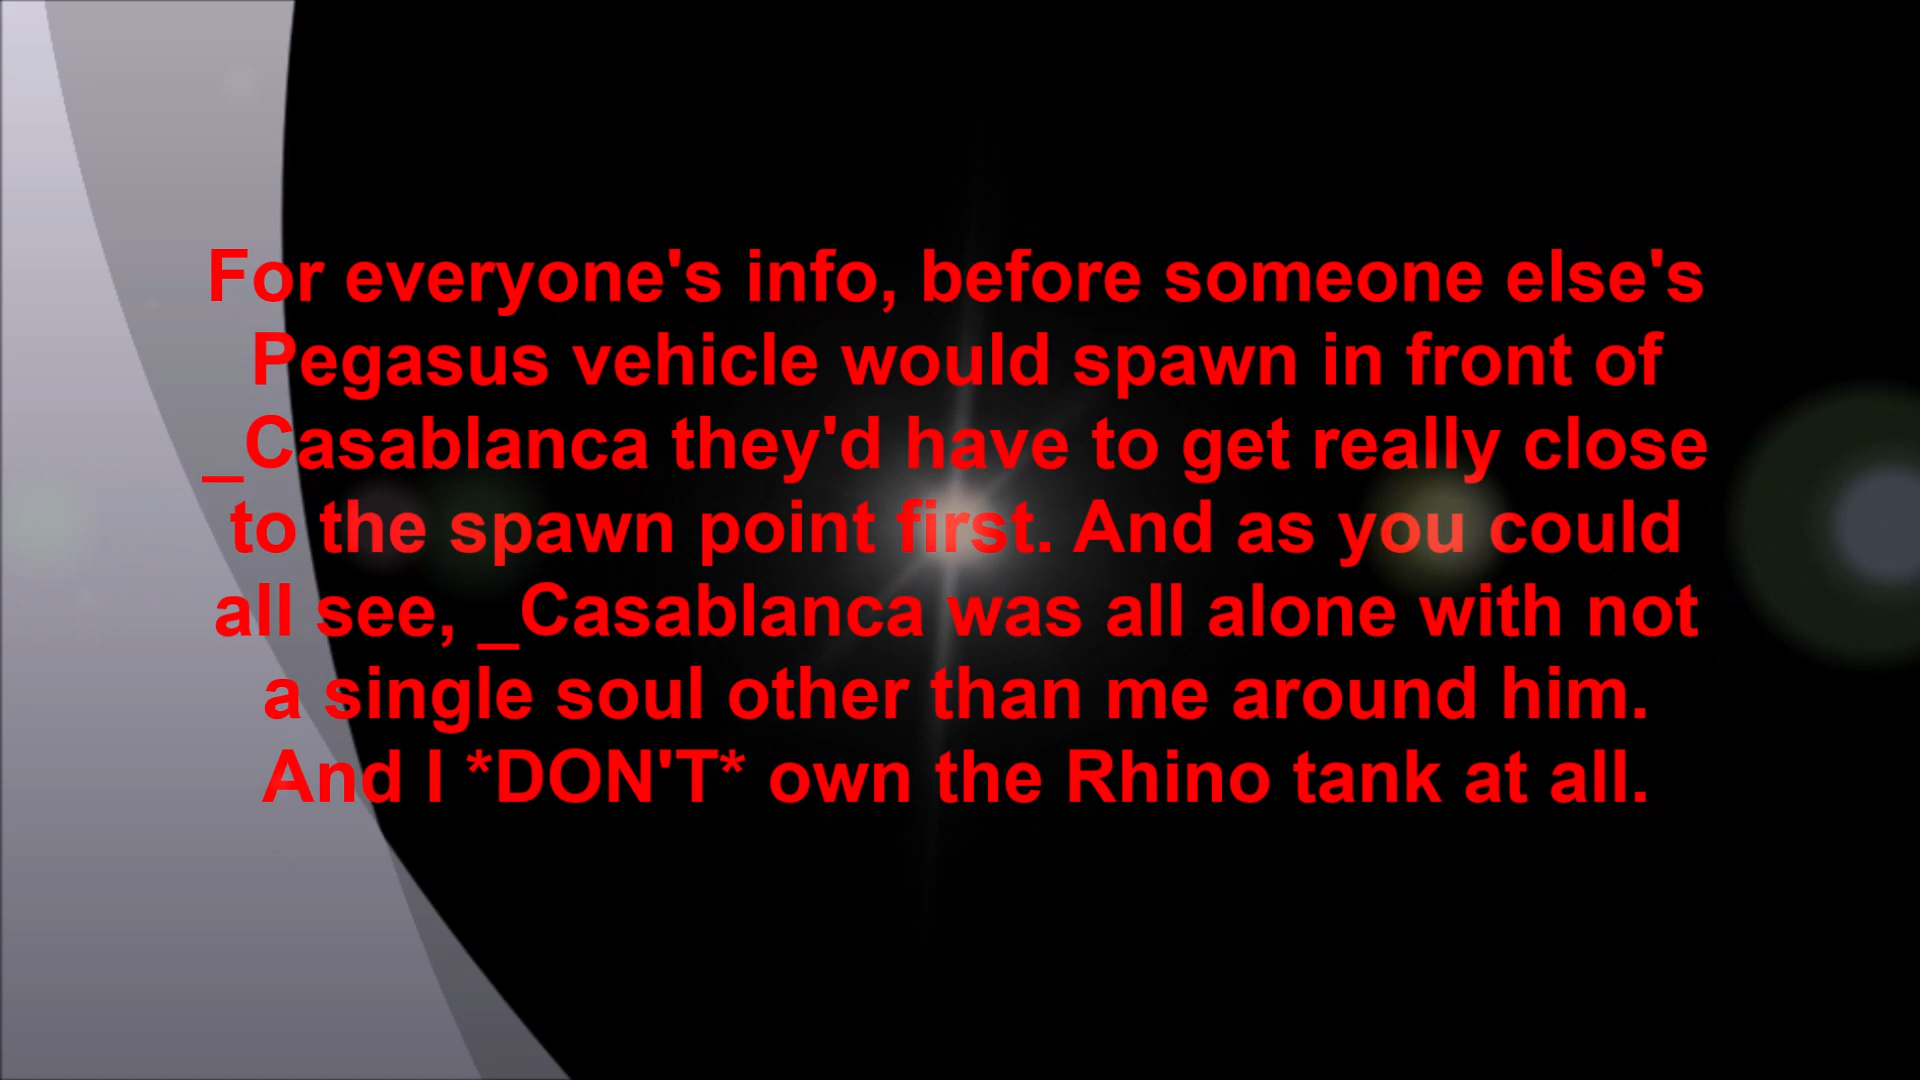 For everyone's info, before someone else's
Pegasus vehicle would spawn in front of
_Casablanca they'd have to get really close
to the spawn point first. And as you could
all see, _Casablanca was all alone with not
a single soul other than me around him.
And I *DON'T* own the Rhino tank at all.